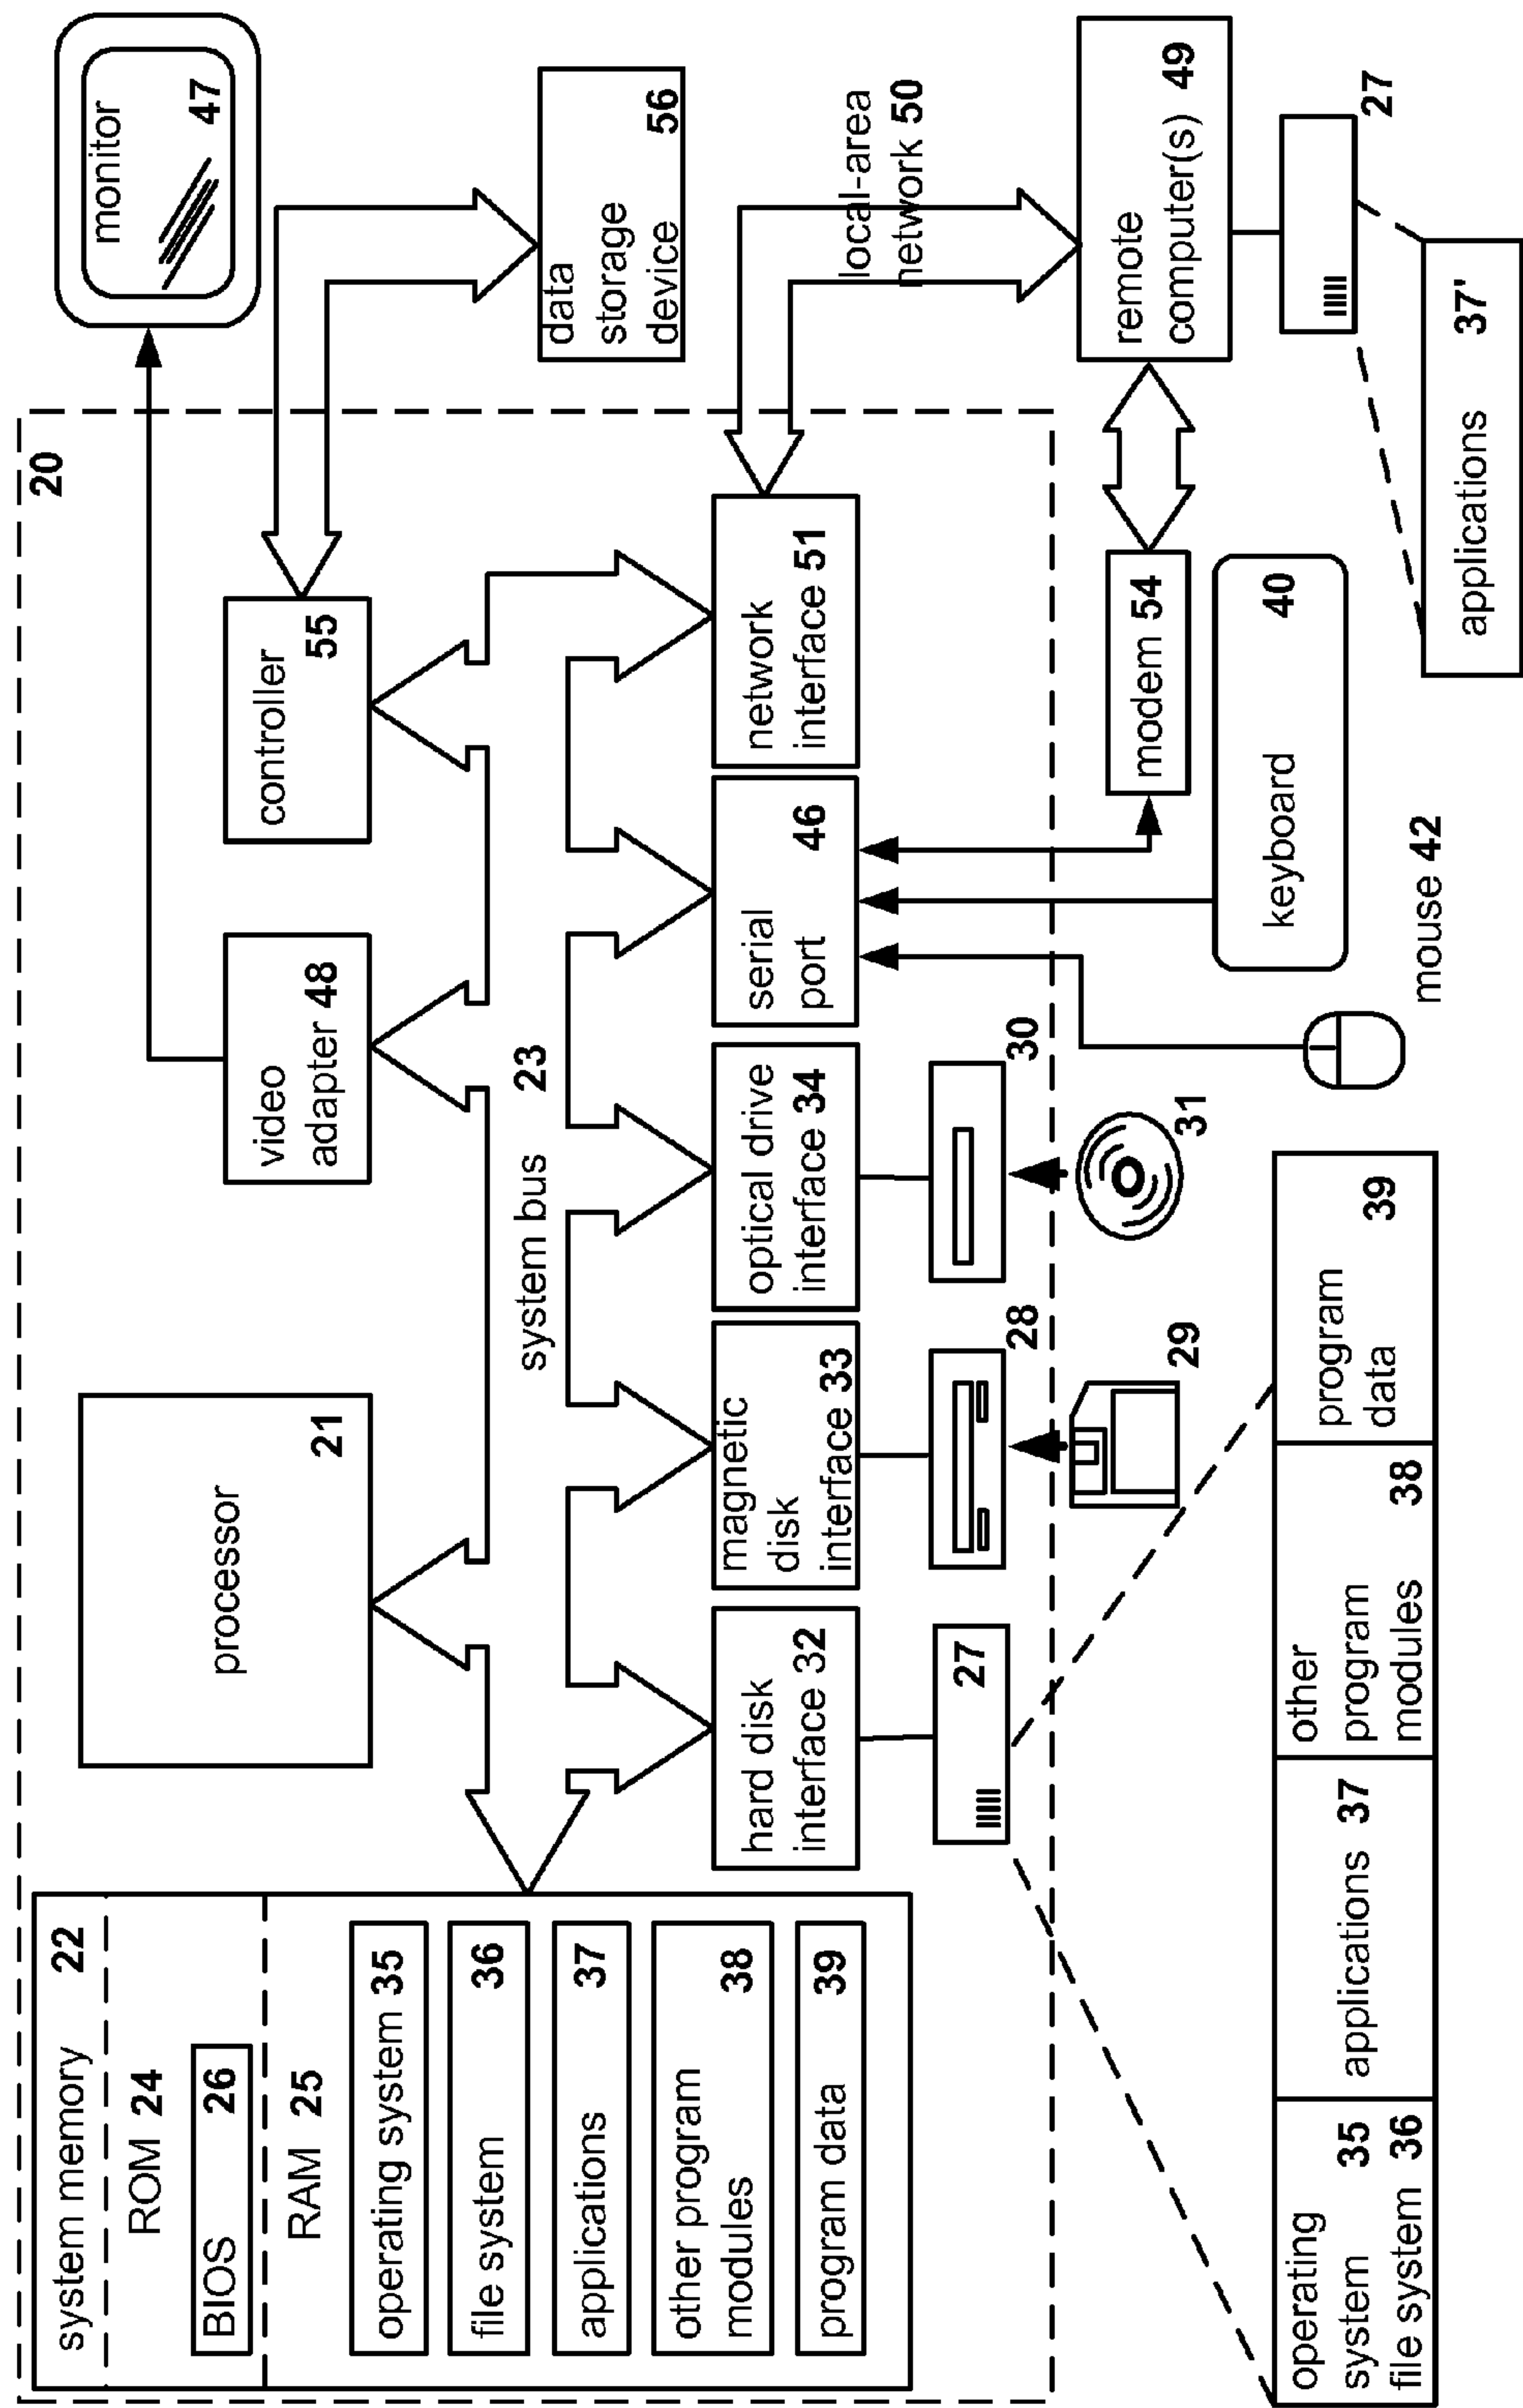 20
system memory 22
ROM 24
BIOS 26
RAM 25
operating system 35
file system 36
applications 37
other program
modules 38
program data 39
processor
21
video
adapter 48
controller
55
monitor
47
system bus 23
data
storage
device 56
hard disk
interface 32
magnetic
disk
interface 33
optical drive
interface 34
serial
port 46
network
interface 51
local-area
network 50
27
28
30
29
31
modem 54
remote
computer(s) 49
keyboard 40
mouse 42
27
operating
system 35
file system 36
applications 37
other
program
modules 38
program
data 39
applications 37'